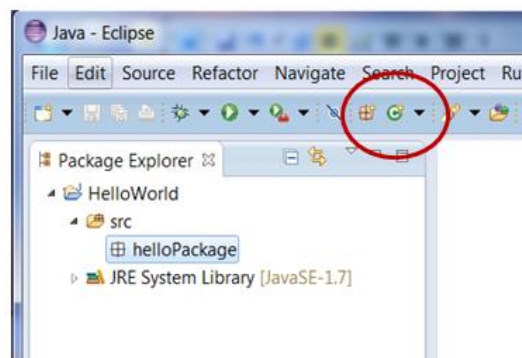 Java - Eclipse
File Edit Source Refactor Navigate Search Project Ru
Package Explorer
HelloWorld
src
helloPackage
JRE System Library [JavaSE-1.7]